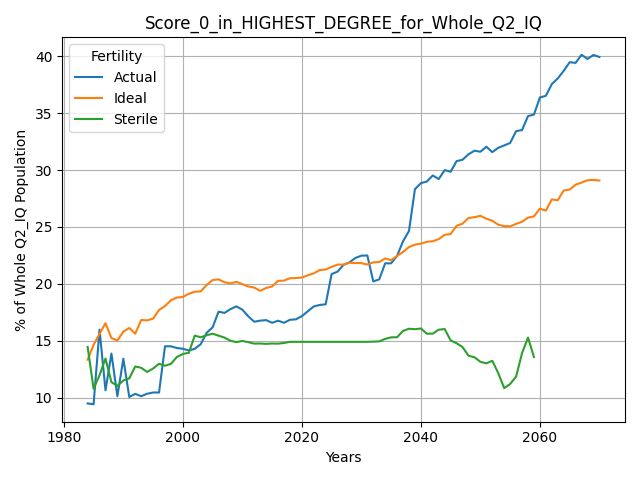 Score_0_in_HIGHEST_DEGREE_for_Whole_Q2_IQ
Fertility
Actual
Ideal
Sterile
% of Whole Q2_IQ Population
40
35
30
25
20
15
10
1980
2000
2020
2040
2060
Years